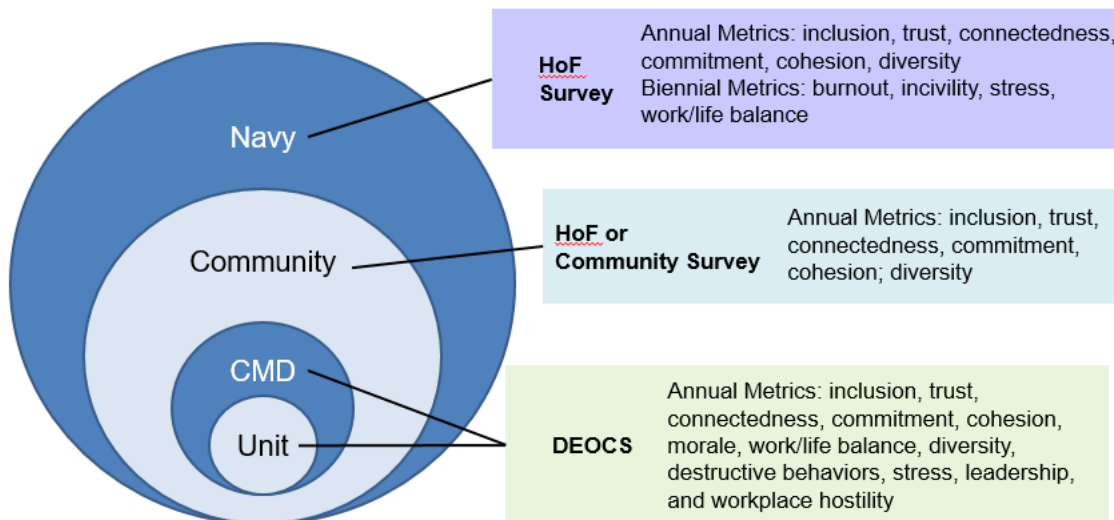 Navy
Community
CMD
Unit
HoF
Survey
Annual Metrics: inclusion, trust, connectedness,
commitment, cohesion, diversity
Biennial Metrics: burnout, incivility, stress,
work/life balance
HoF or
Community Survey
Annual Metrics: inclusion, trust,
connectedness, commitment,
cohesion; diversity
DEOCS
Annual Metrics: inclusion, trust,
connectedness, commitment, cohesion,
morale, work/life balance, diversity,
destructive behaviors, stress, leadership,
and workplace hostility